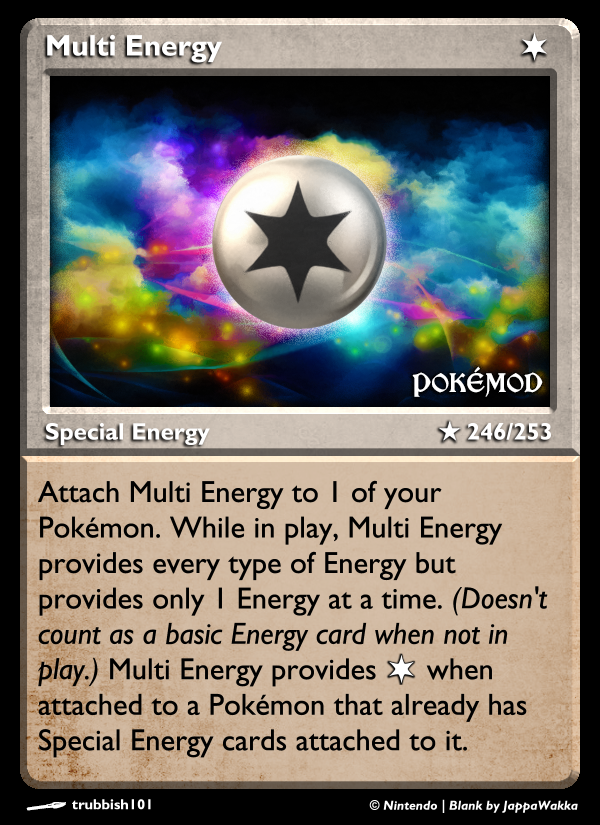 Multi Energy
POKÉMOD
Special Energy
★ 246/253
Attach Multi Energy to 1 of your
Pokémon. While in play, Multi Energy
provides every type of Energy but
provides only 1 Energy at a time. (Doesn't
count as a basic Energy card when not in
play.) Multi Energy provides ✶ when
attached to a Pokémon that already has
Special Energy cards attached to it.
trubbish101
© Nintendo | Blank by JappaWakka